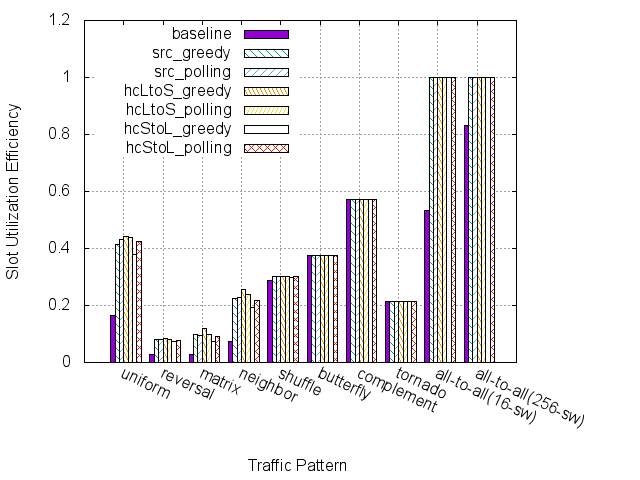 1.2
1
0.8
0.6
0.4
0.2
0
Slot Utilization Efficiency
baseline
src_greedy
src_polling
hcLtoS_greedy
hcLtoS_polling
hcStoL_greedy
hcStoL_polling
uniform
reversal
matrix
neighbor
shuffle
butterfly
complement
tornado
all-to-all(16-sw)
all-to-all(256-sw)
Traffic Pattern